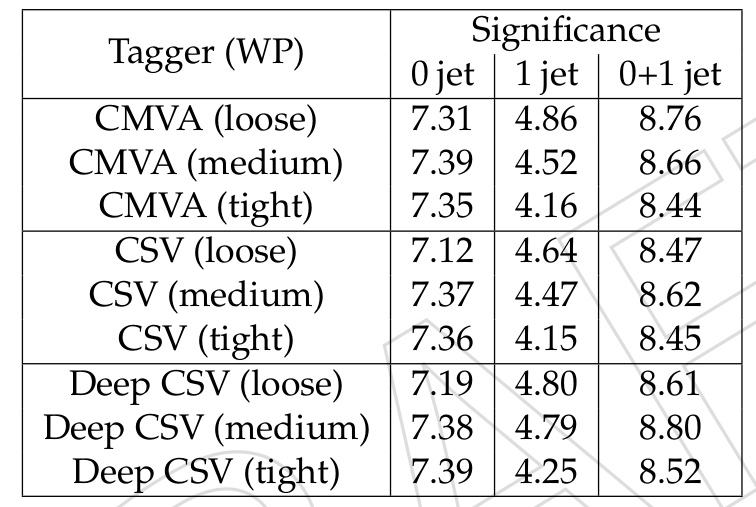 Tagger (WP) Significance
0 jet 1 jet 0+1 jet
CMVA (loose) 7.31 4.86 8.76
CMVA (medium) 7.39 4.52 8.66
CMVA (tight) 7.35 4.16 8.44
CSV (loose) 7.12 4.64 8.47
CSV (medium) 7.37 4.47 8.62
CSV (tight) 7.36 4.15 8.45
Deep CSV (loose) 7.19 4.80 8.61
Deep CSV (medium) 7.38 4.79 8.80
Deep CSV (tight) 7.39 4.25 8.52